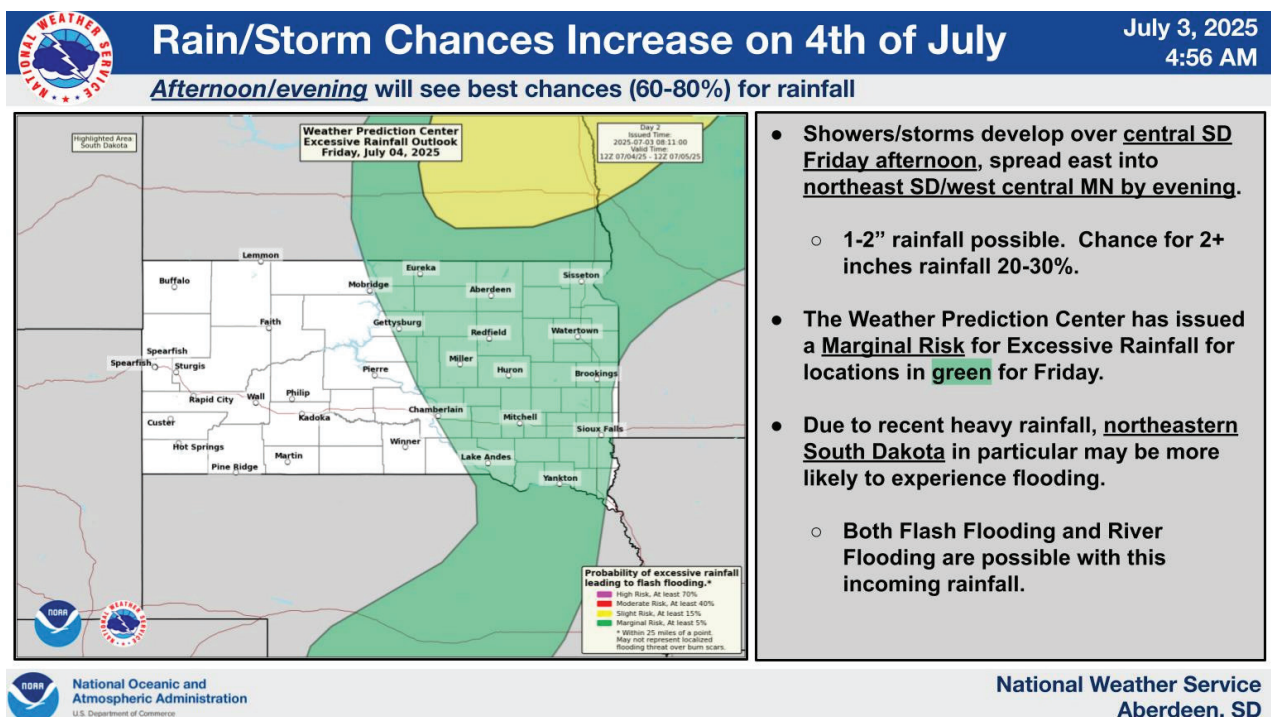 Rain/Storm Chances Increase on 4th of July
July 3, 2025
4:56 AM
NATIONAL WEATHER SERVICE
Afternoon/evening will see best chances (60-80%) for rainfall
Highlighted Area
South Dakota
Weather Prediction Center
Excessive Rainfall Outlook
Friday, July 04, 2025
Day 2
Issued Time:
2025-07-03 08:11:00
Valid Time:
12Z 07/04/25 - 12Z 07/05/25
Lemmon
Buffalo
Mobridge
Eureka
Aberdeen
Sisseton
Faith
Gettysburg
Redfield
Watertown
Spearfish
Spearfish
Sturgis
Miller
Pierre
Huron
Brookings
Rapid City
Wall
Philip
Kadoka
Chamberlain
Mitchell
Sioux Falls
Custer
Hot Springs
Winner
Martin
Pine Ridge
Lake Andes
Yankton
Probability of excessive rainfall
leading to flash flooding.*
High Risk, At least 70%
Moderate Risk, At least 40%
Slight Risk, At least 15%
Marginal Risk, At least 5%
* Within 25 miles of a point.
May not represent localized
flooding threat over burn scars.
NOAA
● Showers/storms develop over central SD
Friday afternoon, spread east into
northeast SD/west central MN by evening.
○ 1-2” rainfall possible. Chance for 2+
inches rainfall 20-30%.
● The Weather Prediction Center has issued
a Marginal Risk for Excessive Rainfall for
locations in green for Friday.
● Due to recent heavy rainfall, northeastern
South Dakota in particular may be more
likely to experience flooding.
○ Both Flash Flooding and River
Flooding are possible with this
incoming rainfall.
NOAA
National Oceanic and
Atmospheric Administration
U.S. Department of Commerce
National Weather Service
Aberdeen, SD